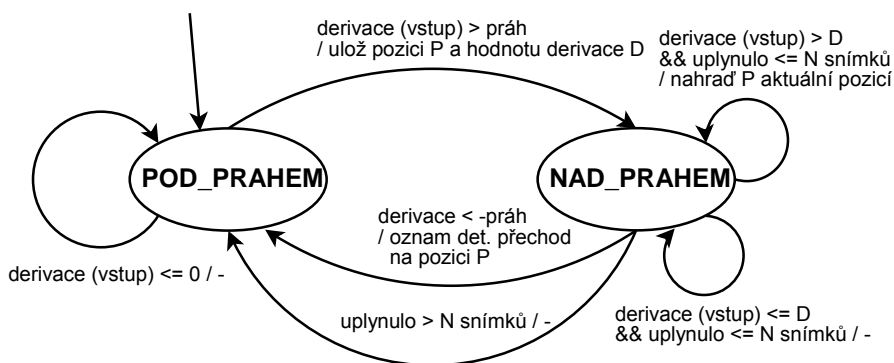 derivace (vstup) > práh
/ ulož pozici P a hodnotu derivace D
derivace (vstup) > D
&& uplynulo <= N snímků
/ nahraď P aktuální pozicí
POD_PRAHEM
NAD_PRAHEM
derivace < -práh
/ oznam det. přechod
na pozici P
derivace (vstup) <= 0 / -
uplynulo > N snímků / -
derivace (vstup) <= D
&& uplynulo <= N snímků / -